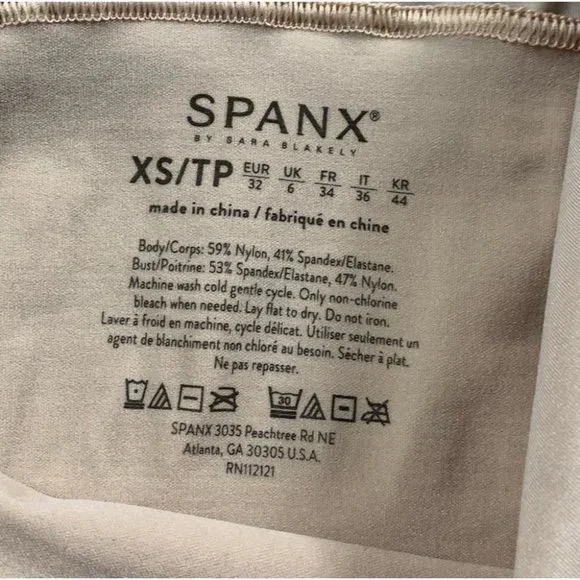 SPANX®
BY SARA BLAKELY
XS/TP EUR 32 UK 6 FR 34 IT 36 KR 44
made in china / fabriqué en chine
Body/Corps: 59% Nylon, 41% Spandex/Elastane.
Bust/Poitrine: 53% Spandex/Elastane, 47% Nylon.
Machine wash cold gentle cycle. Only non-chlorine
bleach when needed. Lay flat to dry. Do not iron.
Laver à froid en machine, cycle délicat. Utiliser seulement un
agent de blanchiment non chloré au besoin. Sécher à plat.
Ne pas repasser.
30
SPANX 3035 Peachtree Rd NE
Atlanta, GA 30305 U.S.A.
RN112121